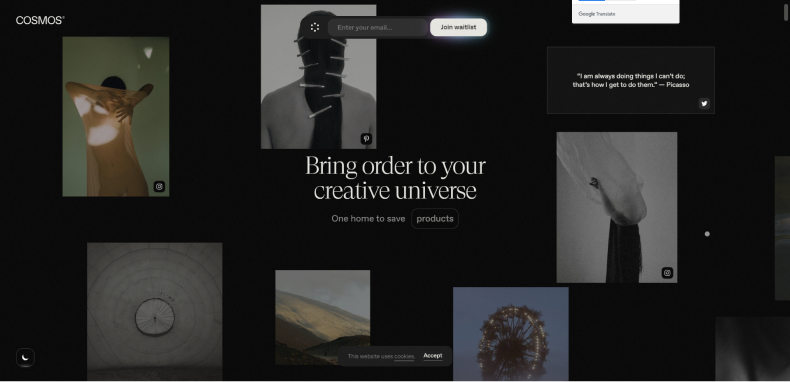 COSMOS®
Enter your email...
Join waitlist
Google Translate
"I am always doing things I can't do;
that's how I get to do them." — Picasso
Bring order to your
creative universe
One home to save products
This website uses cookies. Accept